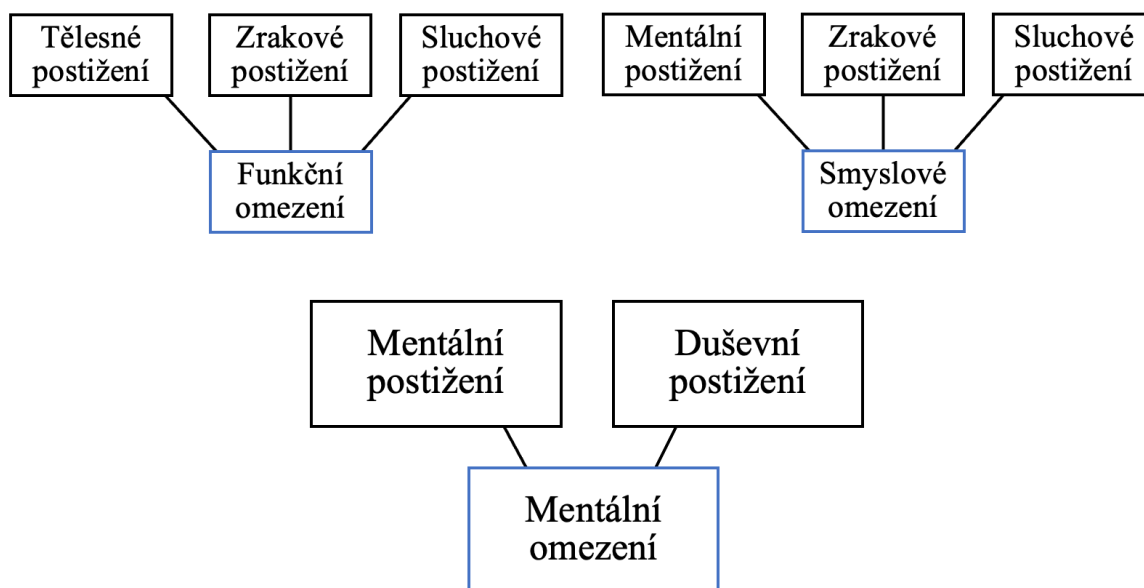 Tělesné
postižení
Zrakové
postižení
Sluchové
postižení
Funkční
omezení
Mentální
postižení
Zrakové
postižení
Sluchové
postižení
Smyslové
omezení
Mentální
postižení
Duševní
postižení
Mentální
omezení